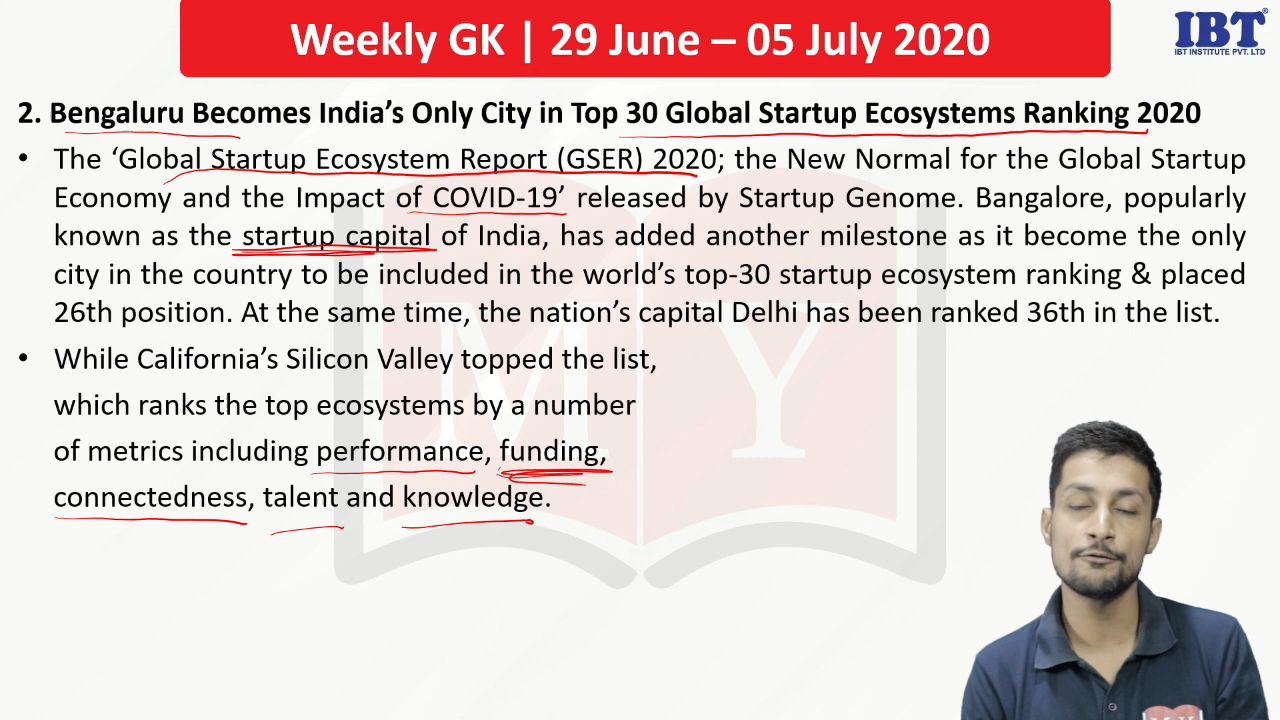 Weekly GK | 29 June – 05 July 2020
IBT®
IBT INSTITUTE PVT. LTD
2. Bengaluru Becomes India’s Only City in Top 30 Global Startup Ecosystems Ranking 2020
• The ‘Global Startup Ecosystem Report (GSER) 2020; the New Normal for the Global Startup
Economy and the Impact of COVID-19’ released by Startup Genome. Bangalore, popularly
known as the startup capital of India, has added another milestone as it become the only
city in the country to be included in the world’s top-30 startup ecosystem ranking & placed
26th position. At the same time, the nation’s capital Delhi has been ranked 36th in the list.
• While California’s Silicon Valley topped the list,
which ranks the top ecosystems by a number
of metrics including performance, funding,
connectedness, talent and knowledge.
M Y